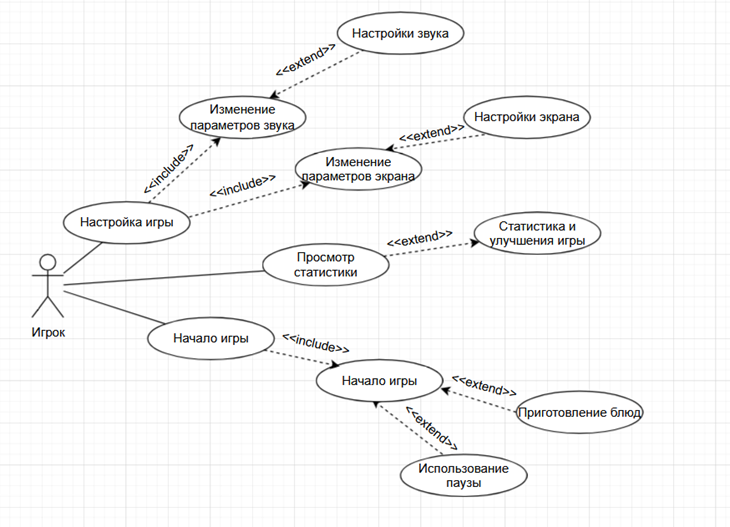 Настройки звука
<<extend>>
Изменение
параметров звука
Настройки экрана
<<extend>>
<<include>>
Изменение
параметров экрана
<<include>>
Настройка игры
Статистика и
улучшения игры
<<extend>>
Просмотр
статистики
Игрок
Начало игры
<<include>>
Начало игры
<<extend>>
Приготовление блюд
<<extend>>
Использование
паузы